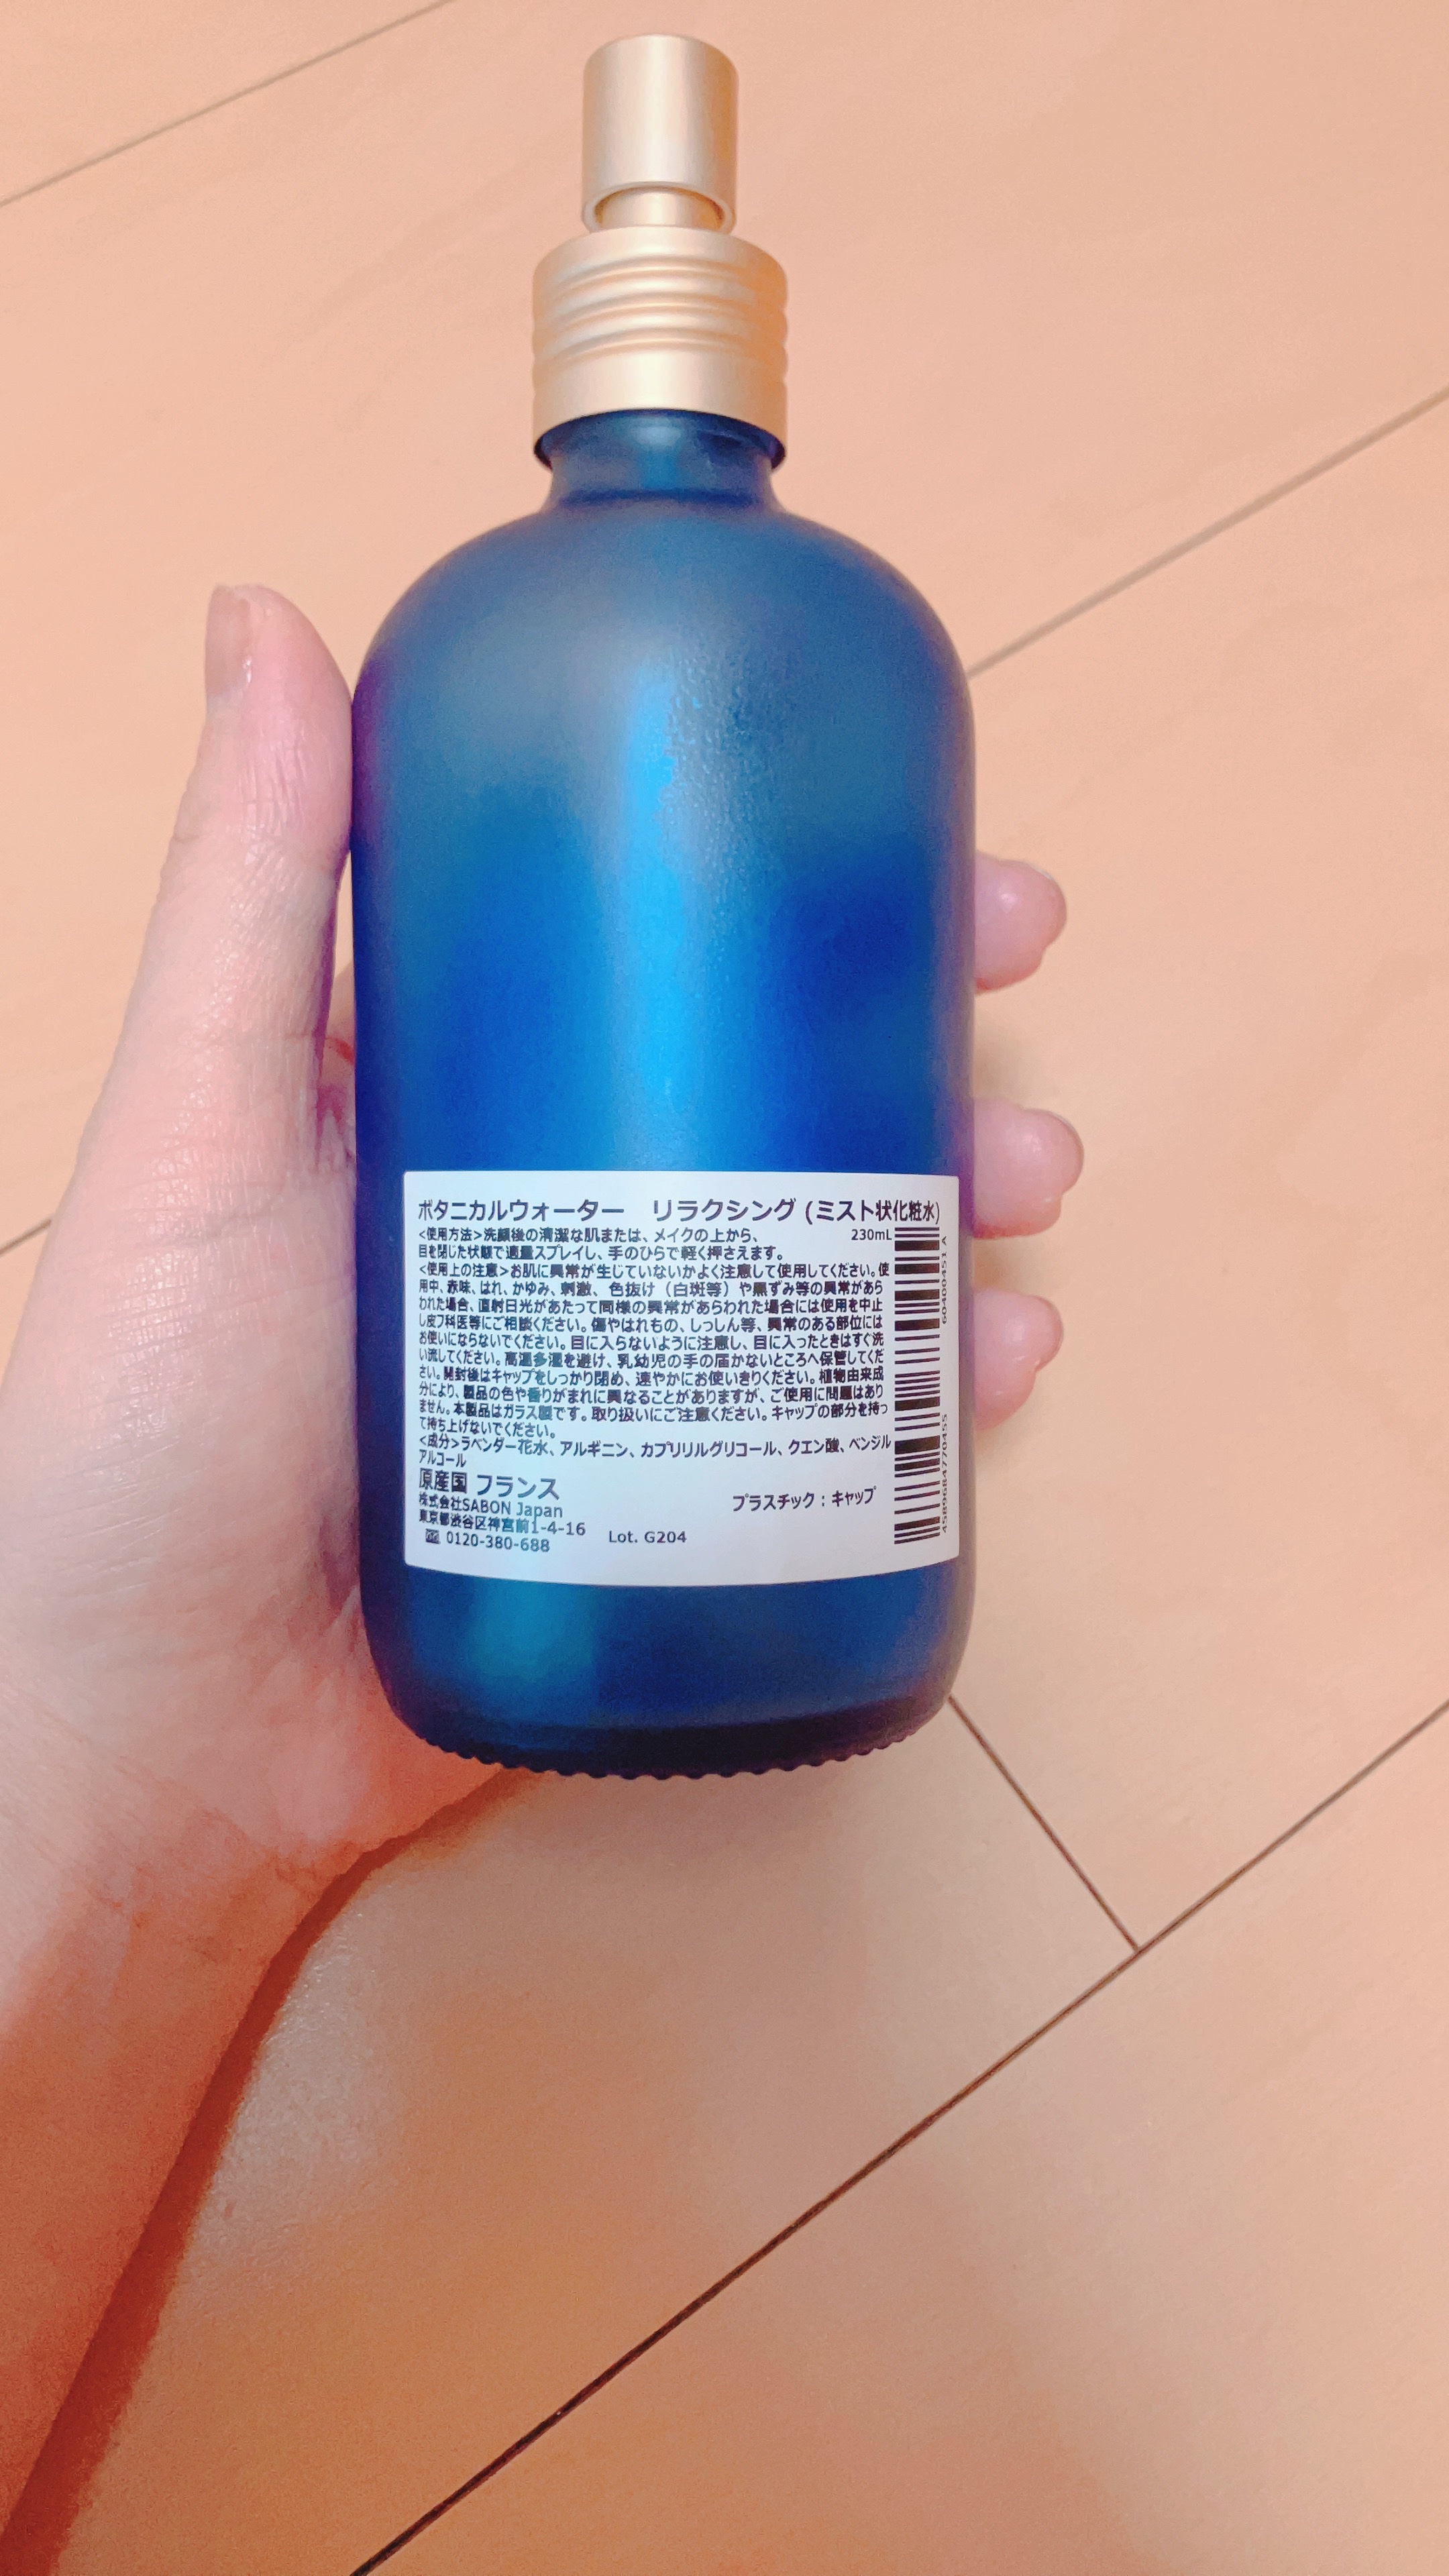 ボタニカルウォーター　リラクシング (ミスト状化粧水)
<使用方法>洗顔後の清潔な肌または、メイクの上から、 230mL
目を閉じた状態で適量スプレイし、手のひらで軽く押さえます。
<使用上の注意>お肌に異常が生じていないかよく注意して使用してください。使
用中、赤味、はれ、かゆみ、刺激、色抜け（白斑等）や黒ずみ等の異常があら
われた場合、直射日光があたって同様の異常があらわれた場合には使用を中止
し皮フ科医等にご相談ください。傷やはれもの、しっしん等、異常のある部位には
お使いにならないでください。目に入らないように注意し、目に入ったときはすぐ洗
い流してください。高温多湿を避け、乳幼児の手の届かないところへ保管してくだ
さい。開封後はキャップをしっかり閉め、速やかにお使いきりください。植物由来成
分により、製品の色や香りがまれに異なることがありますが、ご使用に問題はあり
ません。本製品はガラス製です。取り扱いにご注意ください。キャップの部分を持っ
て持ち上げないでください。
<成分>ラベンダー花水、アルギニン、カプリリルグリコール、クエン酸、ベンジル
アルコール
原産国 フランス
株式会社SABON Japan
プラスチック : キャップ
東京都渋谷区神宮前1-4-16
0120-380-688
Lot. G204
60400451 A
4589684770455